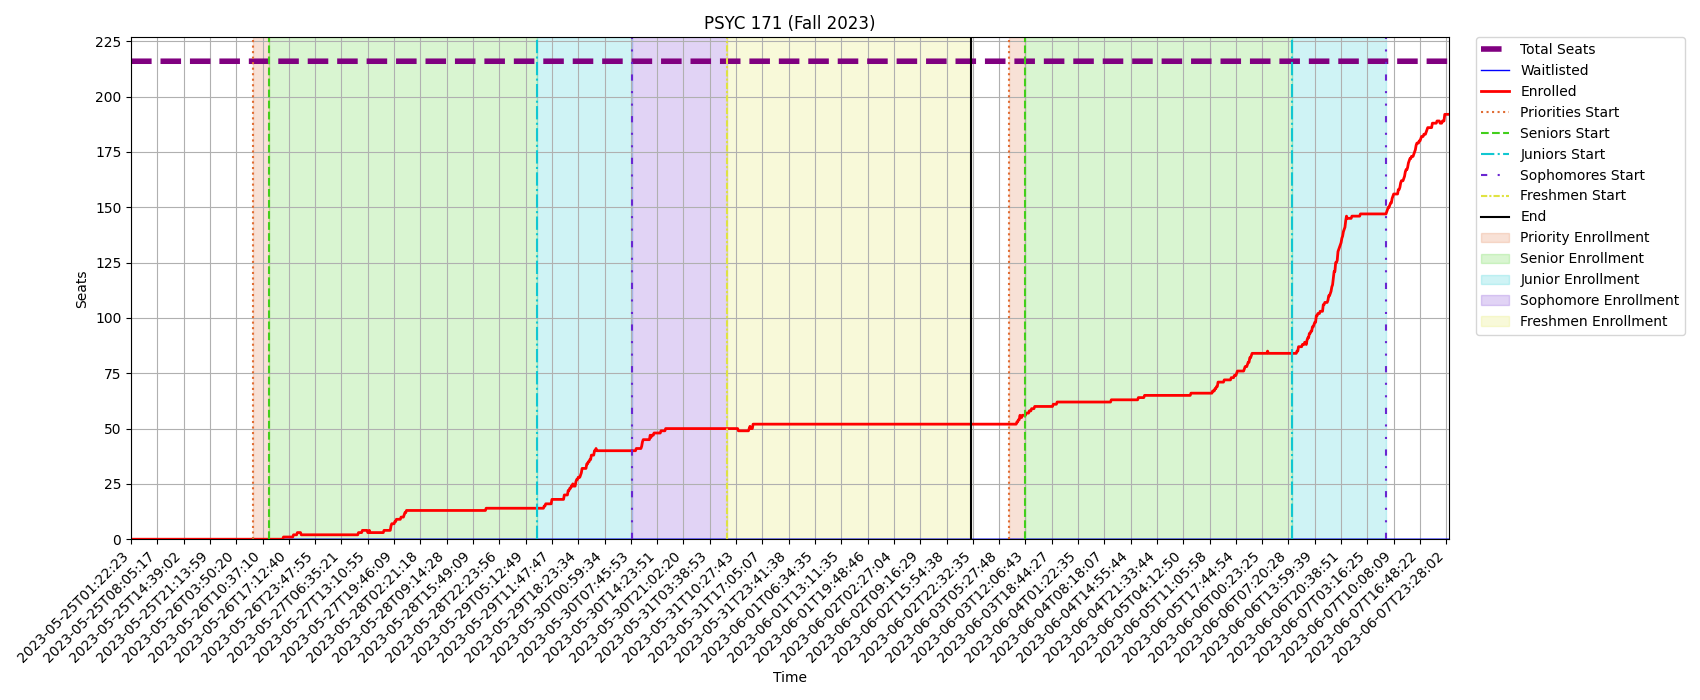 PSYC 171 (Fall 2023)
Seats
225
200
175
150
125
100
75
50
25
0
2023-05-25T01:22:23
2023-05-25T08:05:17
2023-05-25T14:39:02
2023-05-25T21:13:59
2023-05-26T03:50:20
2023-05-26T10:37:10
2023-05-26T17:12:40
2023-05-26T23:47:55
2023-05-27T06:35:21
2023-05-27T13:10:55
2023-05-27T19:46:09
2023-05-28T02:21:18
2023-05-28T09:14:28
2023-05-28T15:49:09
2023-05-28T22:23:56
2023-05-29T05:12:49
2023-05-29T11:47:47
2023-05-29T18:23:34
2023-05-30T00:59:34
2023-05-30T07:45:53
2023-05-30T14:23:51
2023-05-30T21:02:20
2023-05-31T03:38:53
2023-05-31T10:27:43
2023-05-31T17:05:07
2023-05-31T23:41:38
2023-06-01T06:34:35
2023-06-01T13:11:35
2023-06-01T19:48:46
2023-06-02T02:27:04
2023-06-02T09:16:29
2023-06-02T15:54:38
2023-06-02T22:32:35
2023-06-03T05:27:48
2023-06-03T12:06:43
2023-06-03T18:44:27
2023-06-04T01:22:35
2023-06-04T08:18:07
2023-06-04T14:55:44
2023-06-04T21:33:44
2023-06-05T04:12:50
2023-06-05T11:05:58
2023-06-05T17:44:54
2023-06-06T00:23:25
2023-06-06T07:20:28
2023-06-06T13:59:39
2023-06-06T20:38:51
2023-06-07T03:16:25
2023-06-07T10:08:09
2023-06-07T16:48:22
2023-06-07T23:28:02
Time
Total Seats
Waitlisted
Enrolled
Priorities Start
Seniors Start
Juniors Start
Sophomores Start
Freshmen Start
End
Priority Enrollment
Senior Enrollment
Junior Enrollment
Sophomore Enrollment
Freshmen Enrollment